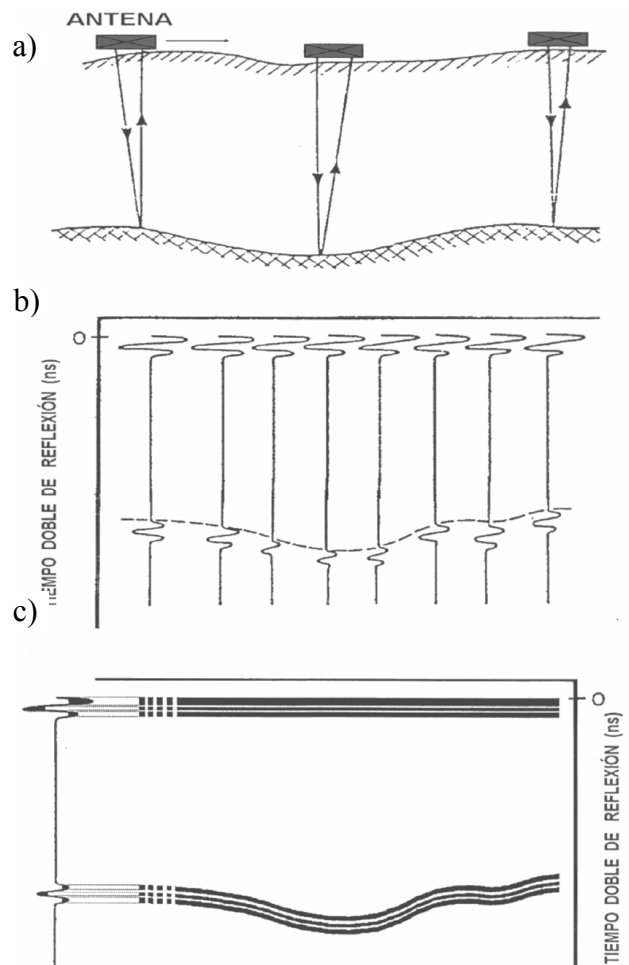 ANTENA
a)
b)
O
TIEMPO DOBLE DE REFLEXIÓN (ns)
c)
O
TIEMPO DOBLE DE REFLEXIÓN (ns)